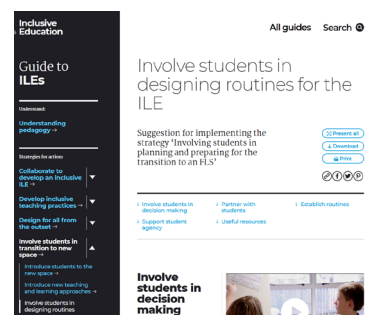 Inclusive
Education
All guides Search
Guide to
ILEs
Understand:
Understanding
pedagogy →
Strategies for action:
Collaborate to
develop an inclusive
ILE →
Develop inclusive
teaching practices →
Design for all from
the outset →
Involve students in
transition to new
space →
Introduce students to the
new space →
Introduce new teaching
and learning approaches →
Involve students in
designing routines
Involve students in
designing routines for the
ILE
Suggestion for implementing the
strategy ‘Involving students in
planning and preparing for the
transition to an FLS’
Present all
↓ Download
Print
↓ Involve students in
decision making
↓ Partner with
students
↓ Establish routines
↓ Support student
agency
↓ Useful resources
Involve
students in
decision
making